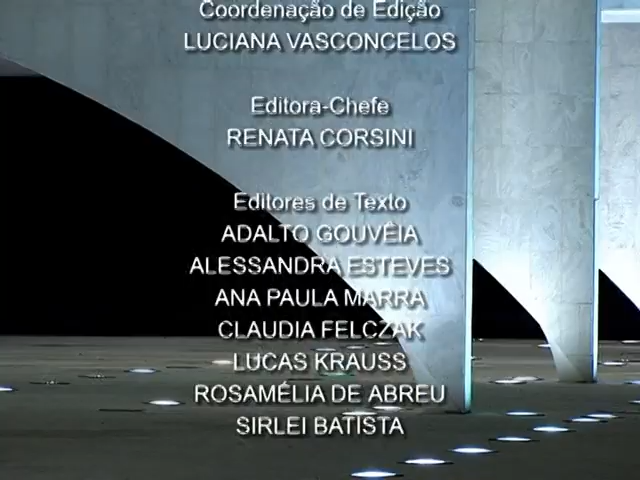 Coordenação de Edição
LUCIANA VASCONCELOS
Editora-Chefe
RENATA CORSINI
Editores de Texto
ADALTO GOUVÊIA
ALESSANDRA ESTEVES
ANA PAULA MARRA
CLAUDIA FELCZAK
LUCAS KRAUSS
ROSAMÉLIA DE ABREU
SIRLEI BATISTA